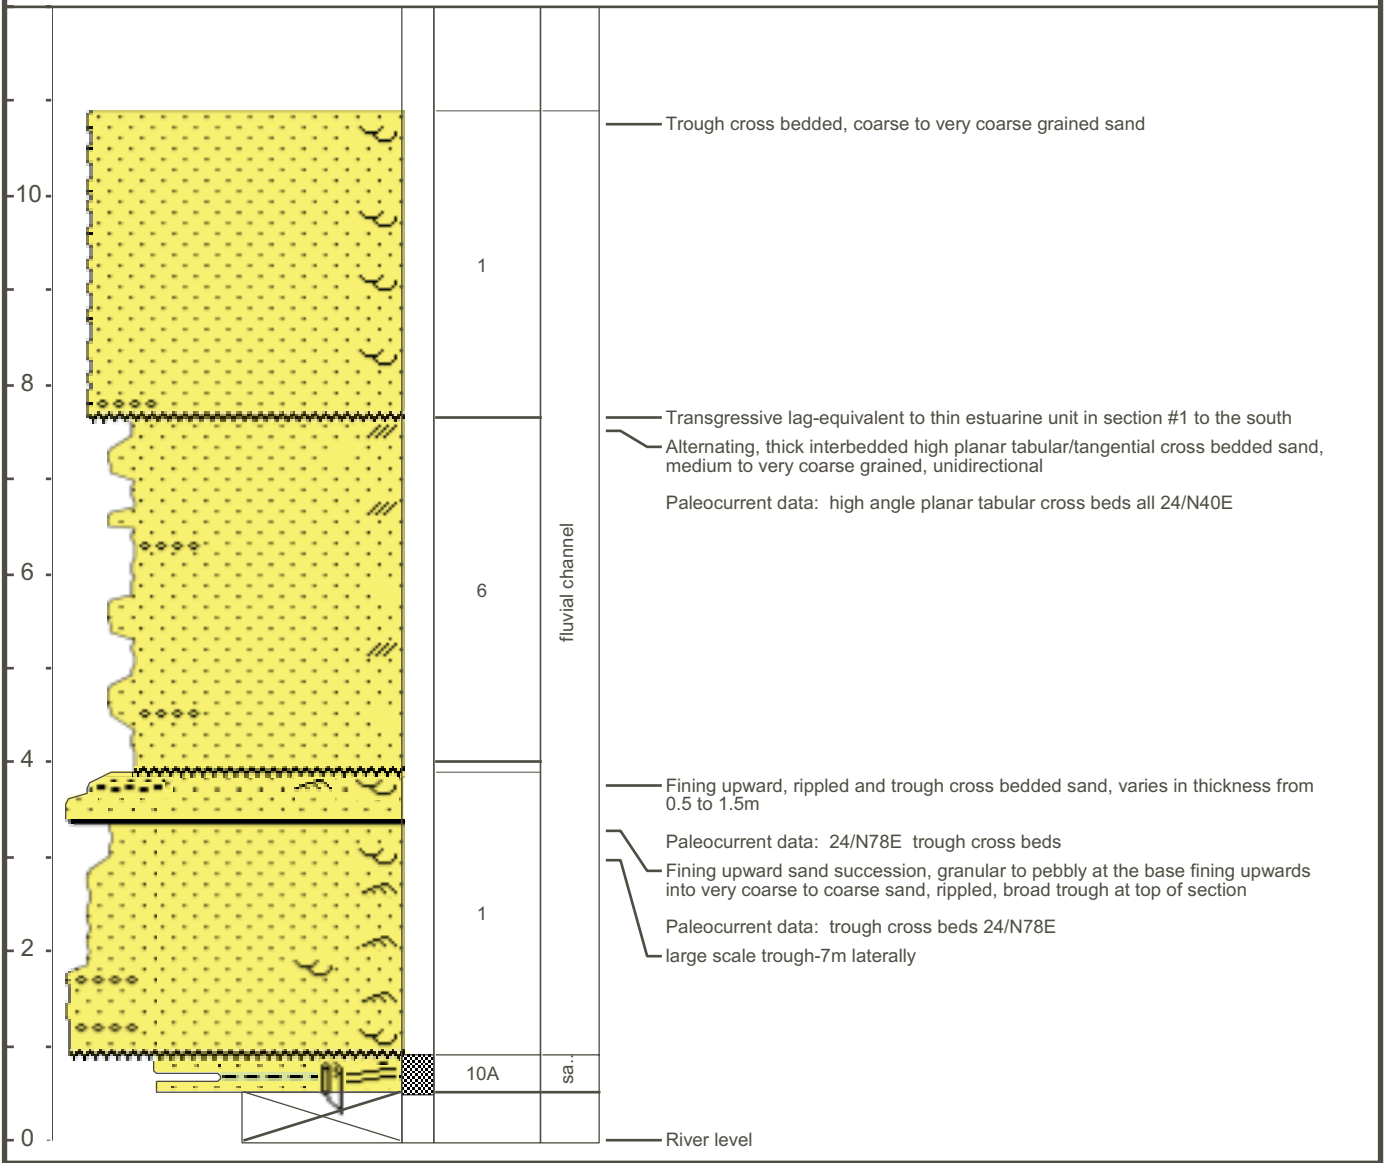 Trough cross bedded, coarse to very coarse grained sand
10
1
8
Transgressive lag-equivalent to thin estuarine unit in section #1 to the south
Alternating, thick interbedded high planar tabular/tangential cross bedded sand,
medium to very coarse grained, unidirectional
Paleocurrent data: high angle planar tabular cross beds all 24/N40E
6
6
fluvial channel
4
Fining upward, rippled and trough cross bedded sand, varies in thickness from
0.5 to 1.5m
Paleocurrent data: 24/N78E trough cross beds
Fining upward sand succession, granular to pebbly at the base fining upwards
into very coarse to coarse sand, rippled, broad trough at top of section
1
Paleocurrent data: trough cross beds 24/N78E
2
large scale trough-7m laterally
10A
sa..
0
River level